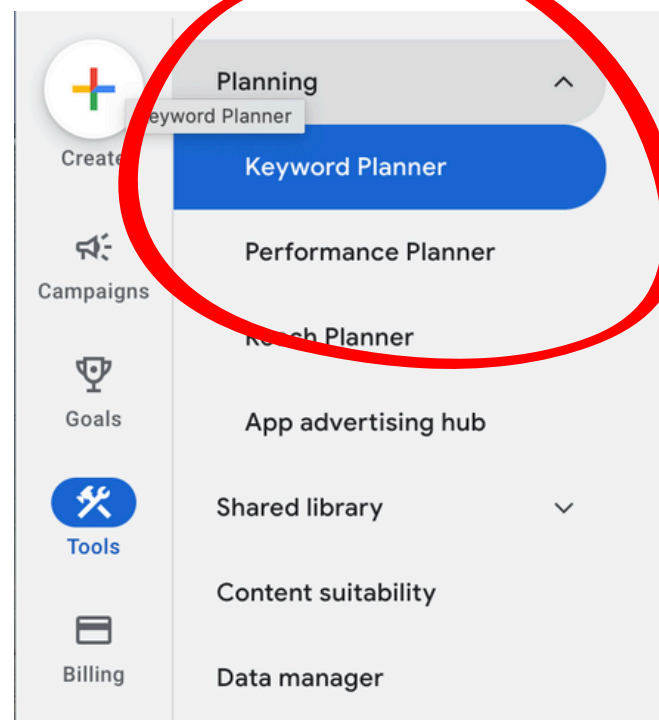 Planning
eyword Planner
Create
Keyword Planner
Performance Planner
Campaigns
Reach Planner
Goals
App advertising hub
Shared library
Tools
Content suitability
Billing
Data manager